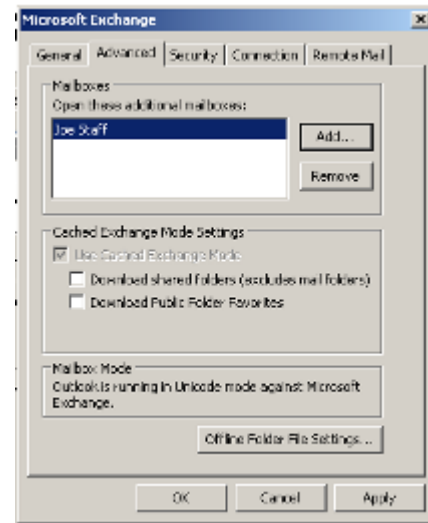 Microsoft Exchange
General Advanced Security Connection Remote Mail
Mailboxes
Open these additional mailboxes:
Joe Staff
Add...
Remove
Cached Exchange Mode Settings
Use Cached Exchange Mode
Download shared folders (excludes mail folders)
Download Public Folder Favorites
Mailbox Mode
Outlook is running in Unicode mode against Microsoft
Exchange.
Offline Folder File Settings...
OK Cancel Apply